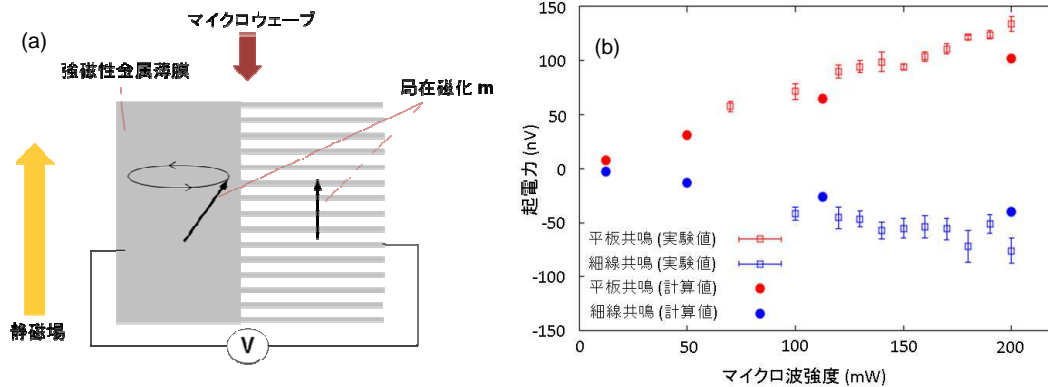 (a)
マイクロウェーブ
強磁性金属薄膜
局在磁化 m
静磁場
V
(b)
起電力 (nV)
150
100
50
0
-50
-100
-150
平板共鳴 (実験値)
細線共鳴 (実験値)
平板共鳴 (計算値)
細線共鳴 (計算値)
0 50 100 150 200
マイクロ波強度 (mW)